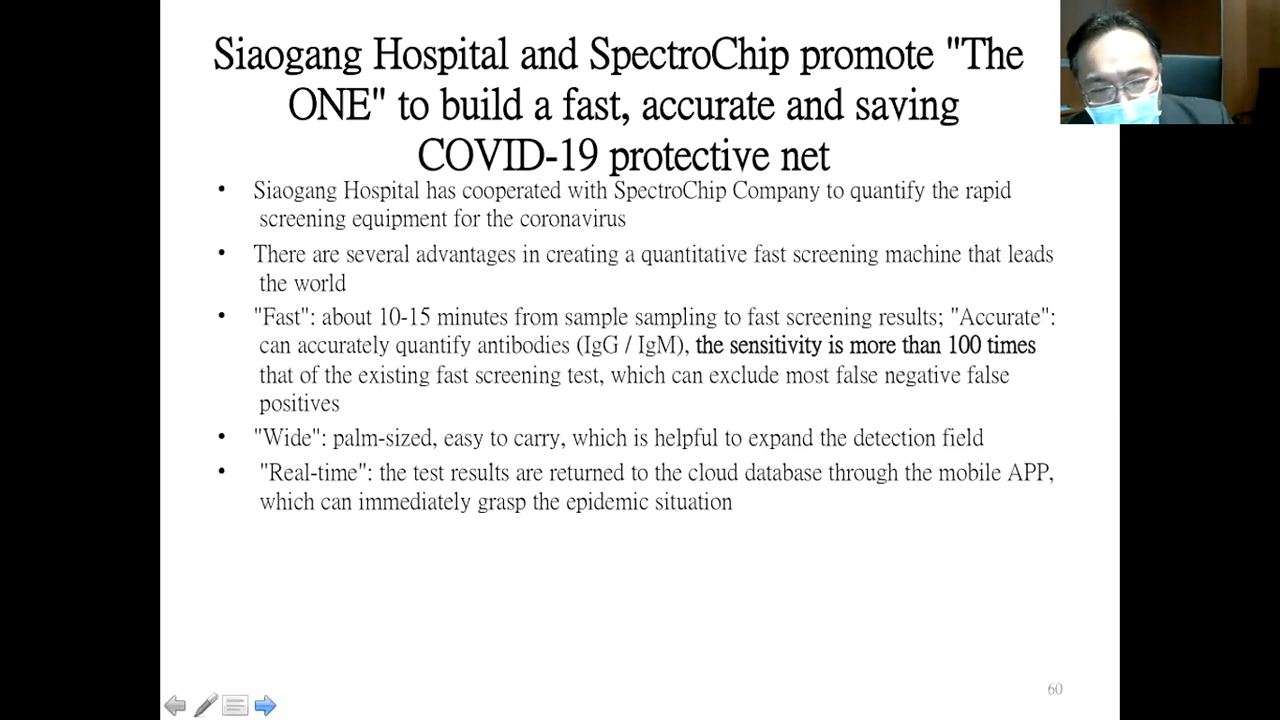 Siaogang Hospital and SpectroChip promote "The
ONE" to build a fast, accurate and saving
COVID-19 protective net
• Siaogang Hospital has cooperated with SpectroChip Company to quantify the rapid
screening equipment for the coronavirus
• There are several advantages in creating a quantitative fast screening machine that leads
the world
• "Fast": about 10-15 minutes from sample sampling to fast screening results; "Accurate":
can accurately quantify antibodies (IgG / IgM), the sensitivity is more than 100 times
that of the existing fast screening test, which can exclude most false negative false
positives
• "Wide": palm-sized, easy to carry, which is helpful to expand the detection field
• "Real-time": the test results are returned to the cloud database through the mobile APP,
which can immediately grasp the epidemic situation
60